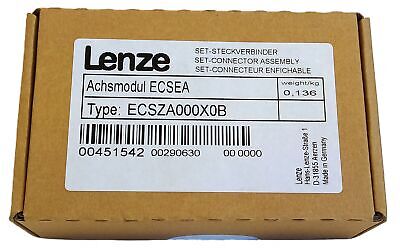 Lenze
SET-STECKVERBINDER
SET-CONNECTOR ASSEMBLY
SET-CONNECTEUR ENFICHABLE
Achsmodul ECSEA
weight/kg
0,136
Type: ECSZA000X0B
00451542 00290630 00 0000
Lenze
Hans-Lenze-Straße 1
D-31855 Aerzen
Made in Germany